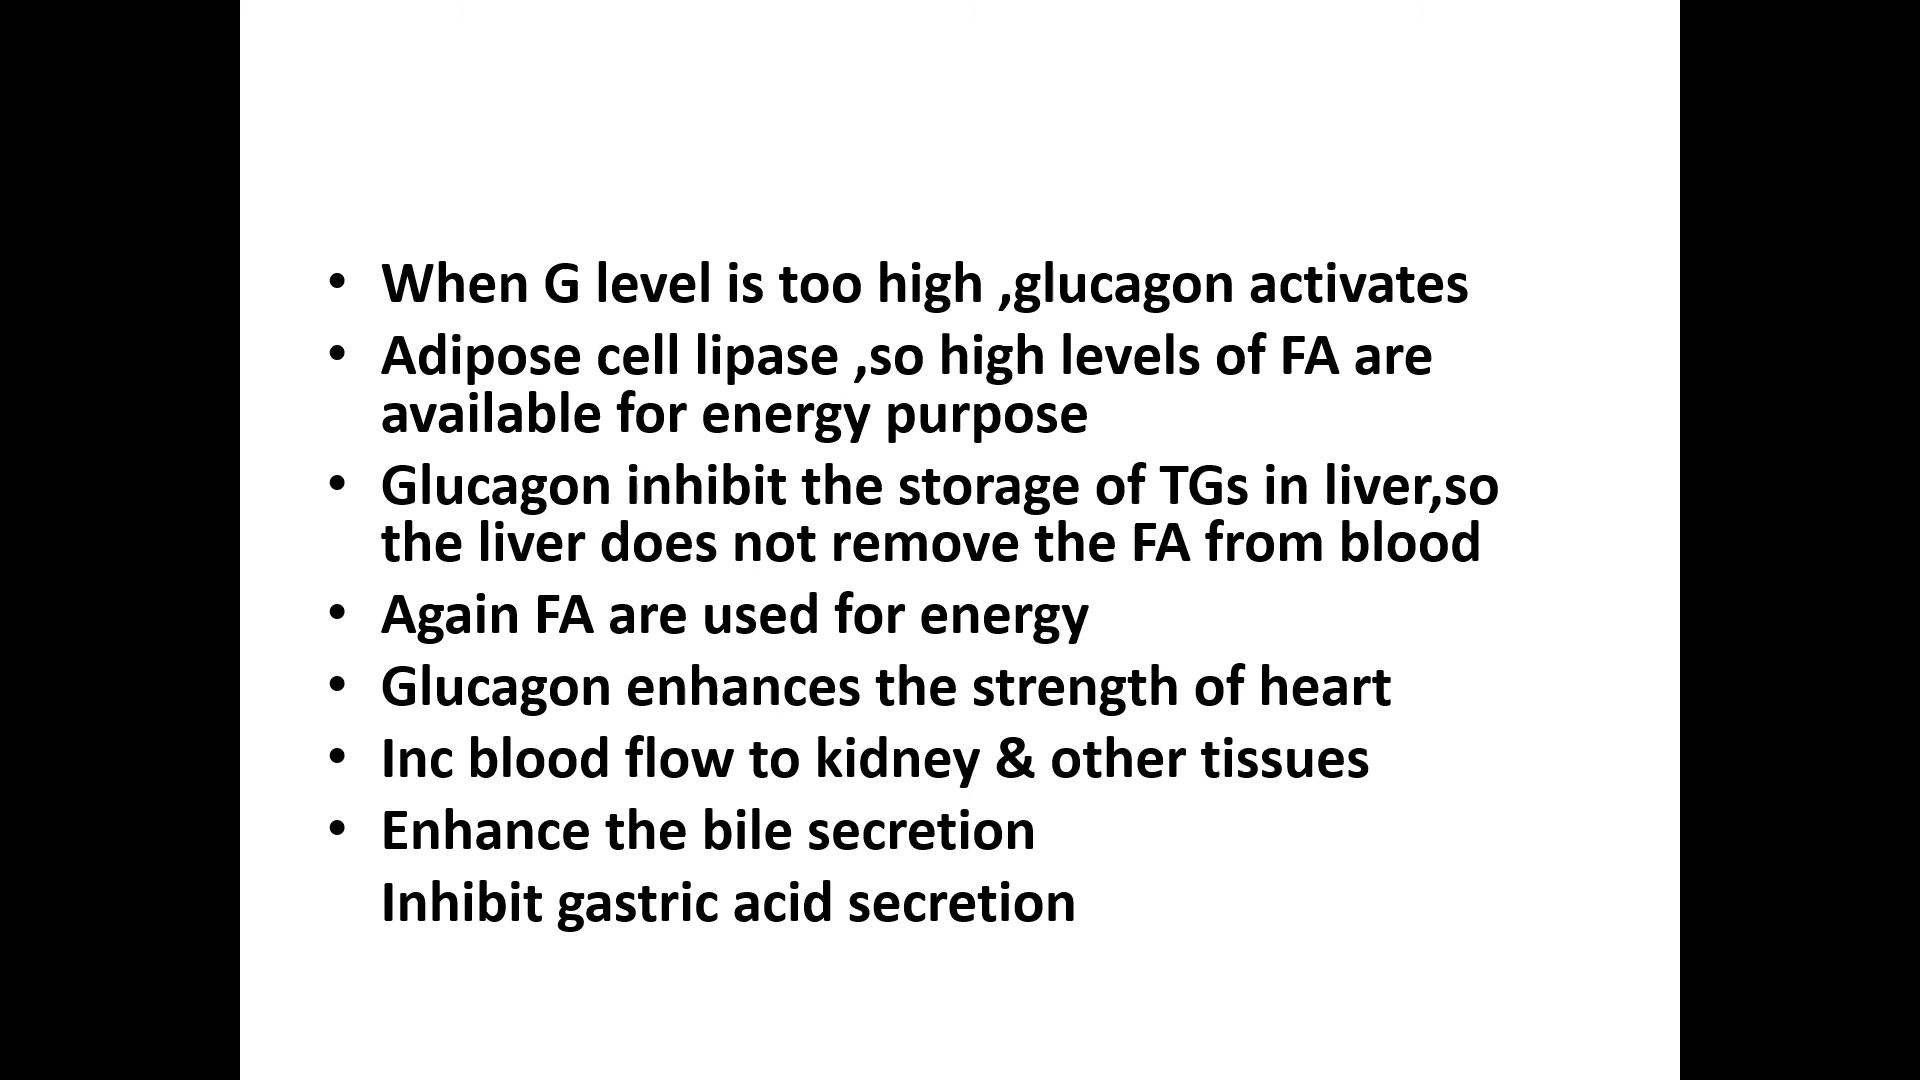 • When G level is too high ,glucagon activates
• Adipose cell lipase ,so high levels of FA are
available for energy purpose
• Glucagon inhibit the storage of TGs in liver,so
the liver does not remove the FA from blood
• Again FA are used for energy
• Glucagon enhances the strength of heart
• Inc blood flow to kidney & other tissues
• Enhance the bile secretion
Inhibit gastric acid secretion